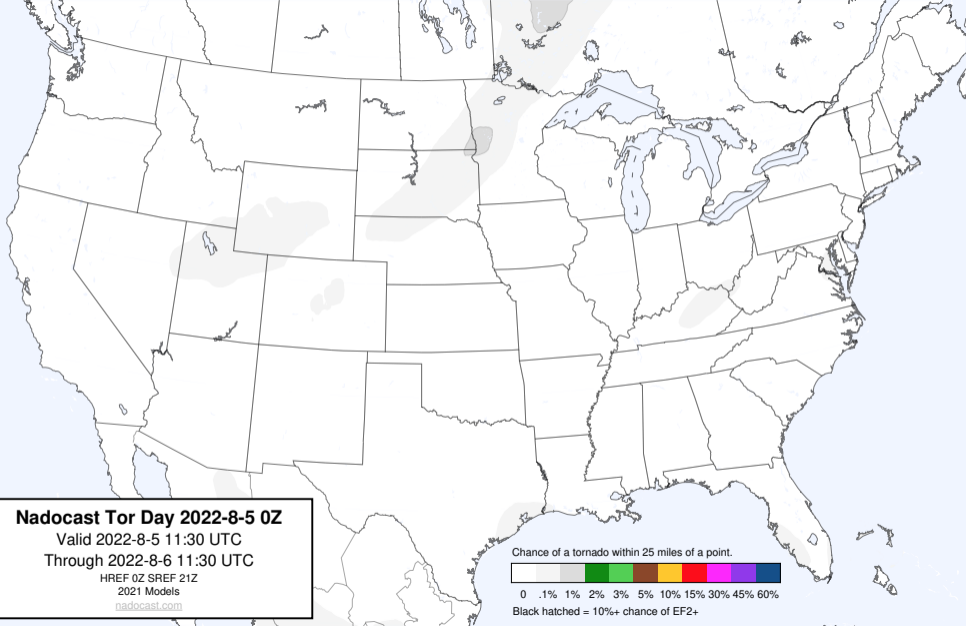 Nadocast Tor Day 2022-8-5 0Z
Valid 2022-8-5 11:30 UTC
Through 2022-8-6 11:30 UTC
HREF 0Z SREF 21Z
2021 Models
nadocast.com
Chance of a tornado within 25 miles of a point.
0 .1% 1% 2% 3% 5% 10% 15% 30% 45% 60%
Black hatched = 10%+ chance of EF2+